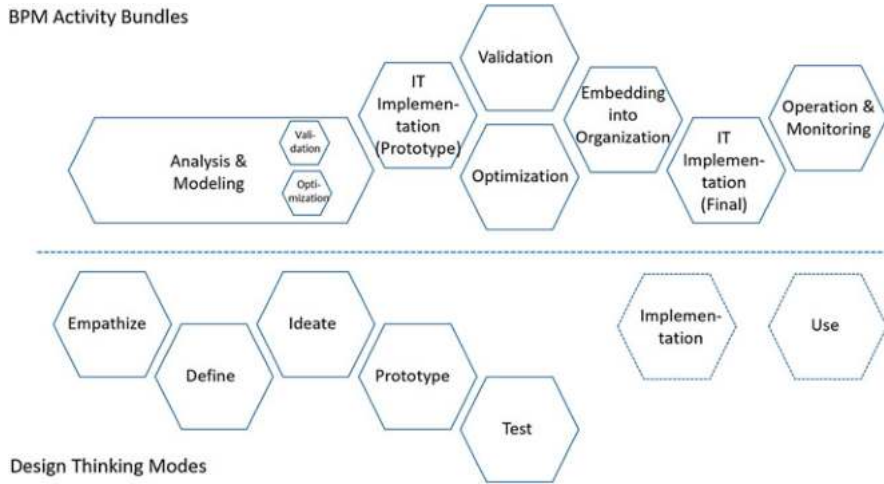 BPM Activity Bundles
Analysis &
Modeling
Vali-
dation
Opti-
mization
IT
Implemen-
tation
(Prototype)
Validation
Optimization
Embedding
into
Organization
IT
Implemen-
tation
(Final)
Operation &
Monitoring
Empathize
Define
Ideate
Prototype
Test
Implemen-
tation
Use
Design Thinking Modes